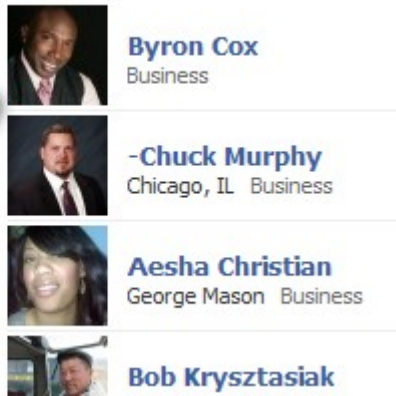 Byron Cox
Business
-Chuck Murphy
Chicago, IL Business
Aesha Christian
George Mason Business
Bob Krysztasiak